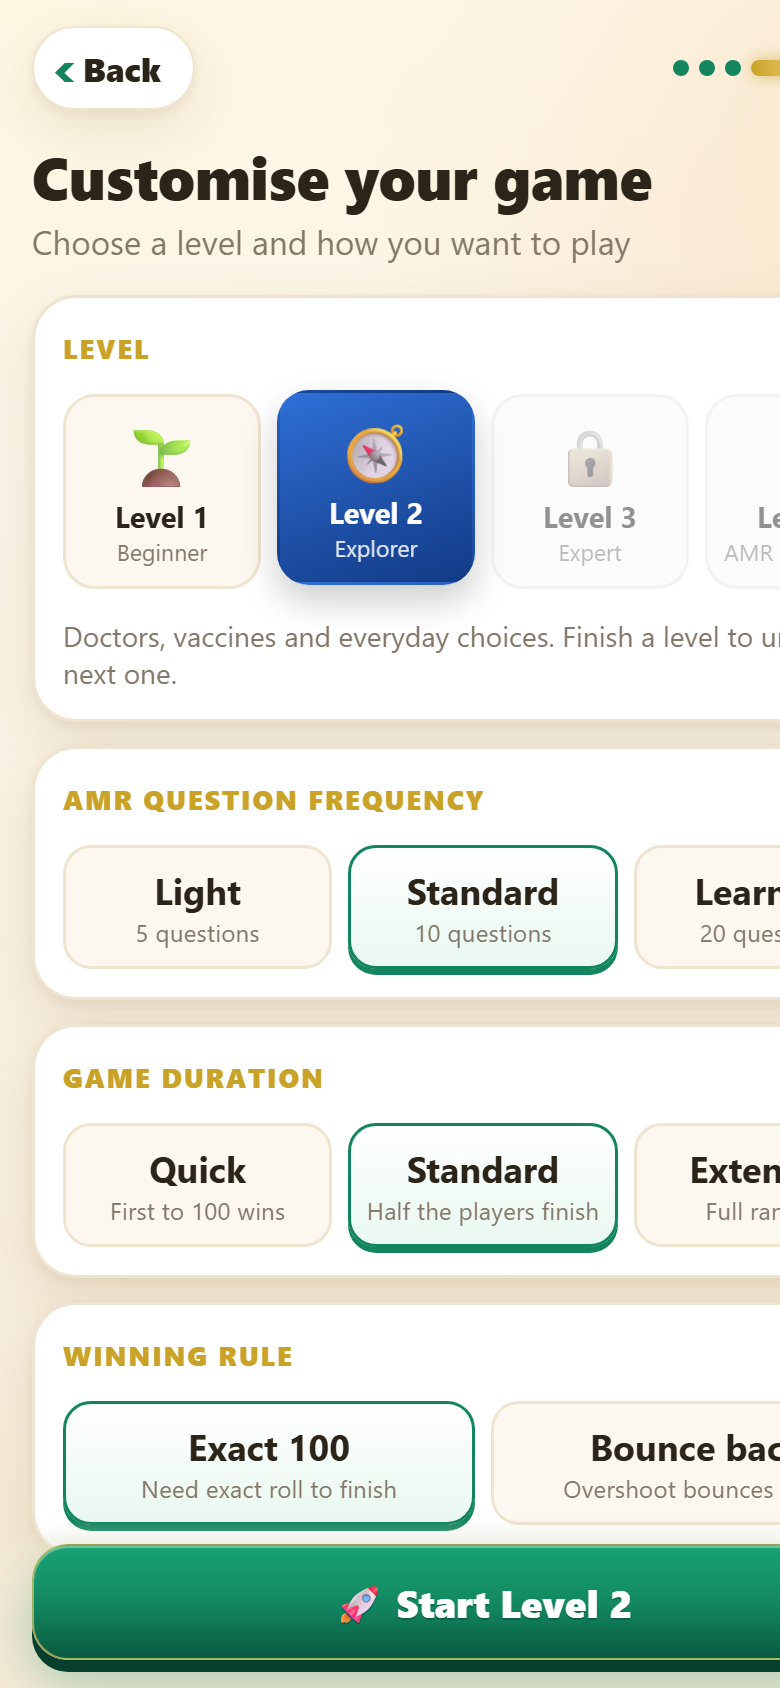 Back
Customise your game
Choose a level and how you want to play
LEVEL
Level 1
Beginner
Level 2
Explorer
Level 3
Expert
AMR
Doctors, vaccines and everyday choices. Finish a level to
next one.
AMR QUESTION FREQUENCY
Light
5 questions
Standard
10 questions
20
GAME DURATION
Quick
First to 100 wins
Standard
Half the players finish
Full
WINNING RULE
Exact 100
Need exact roll to finish
Bounce
Overshoot bounces
Start Level 2